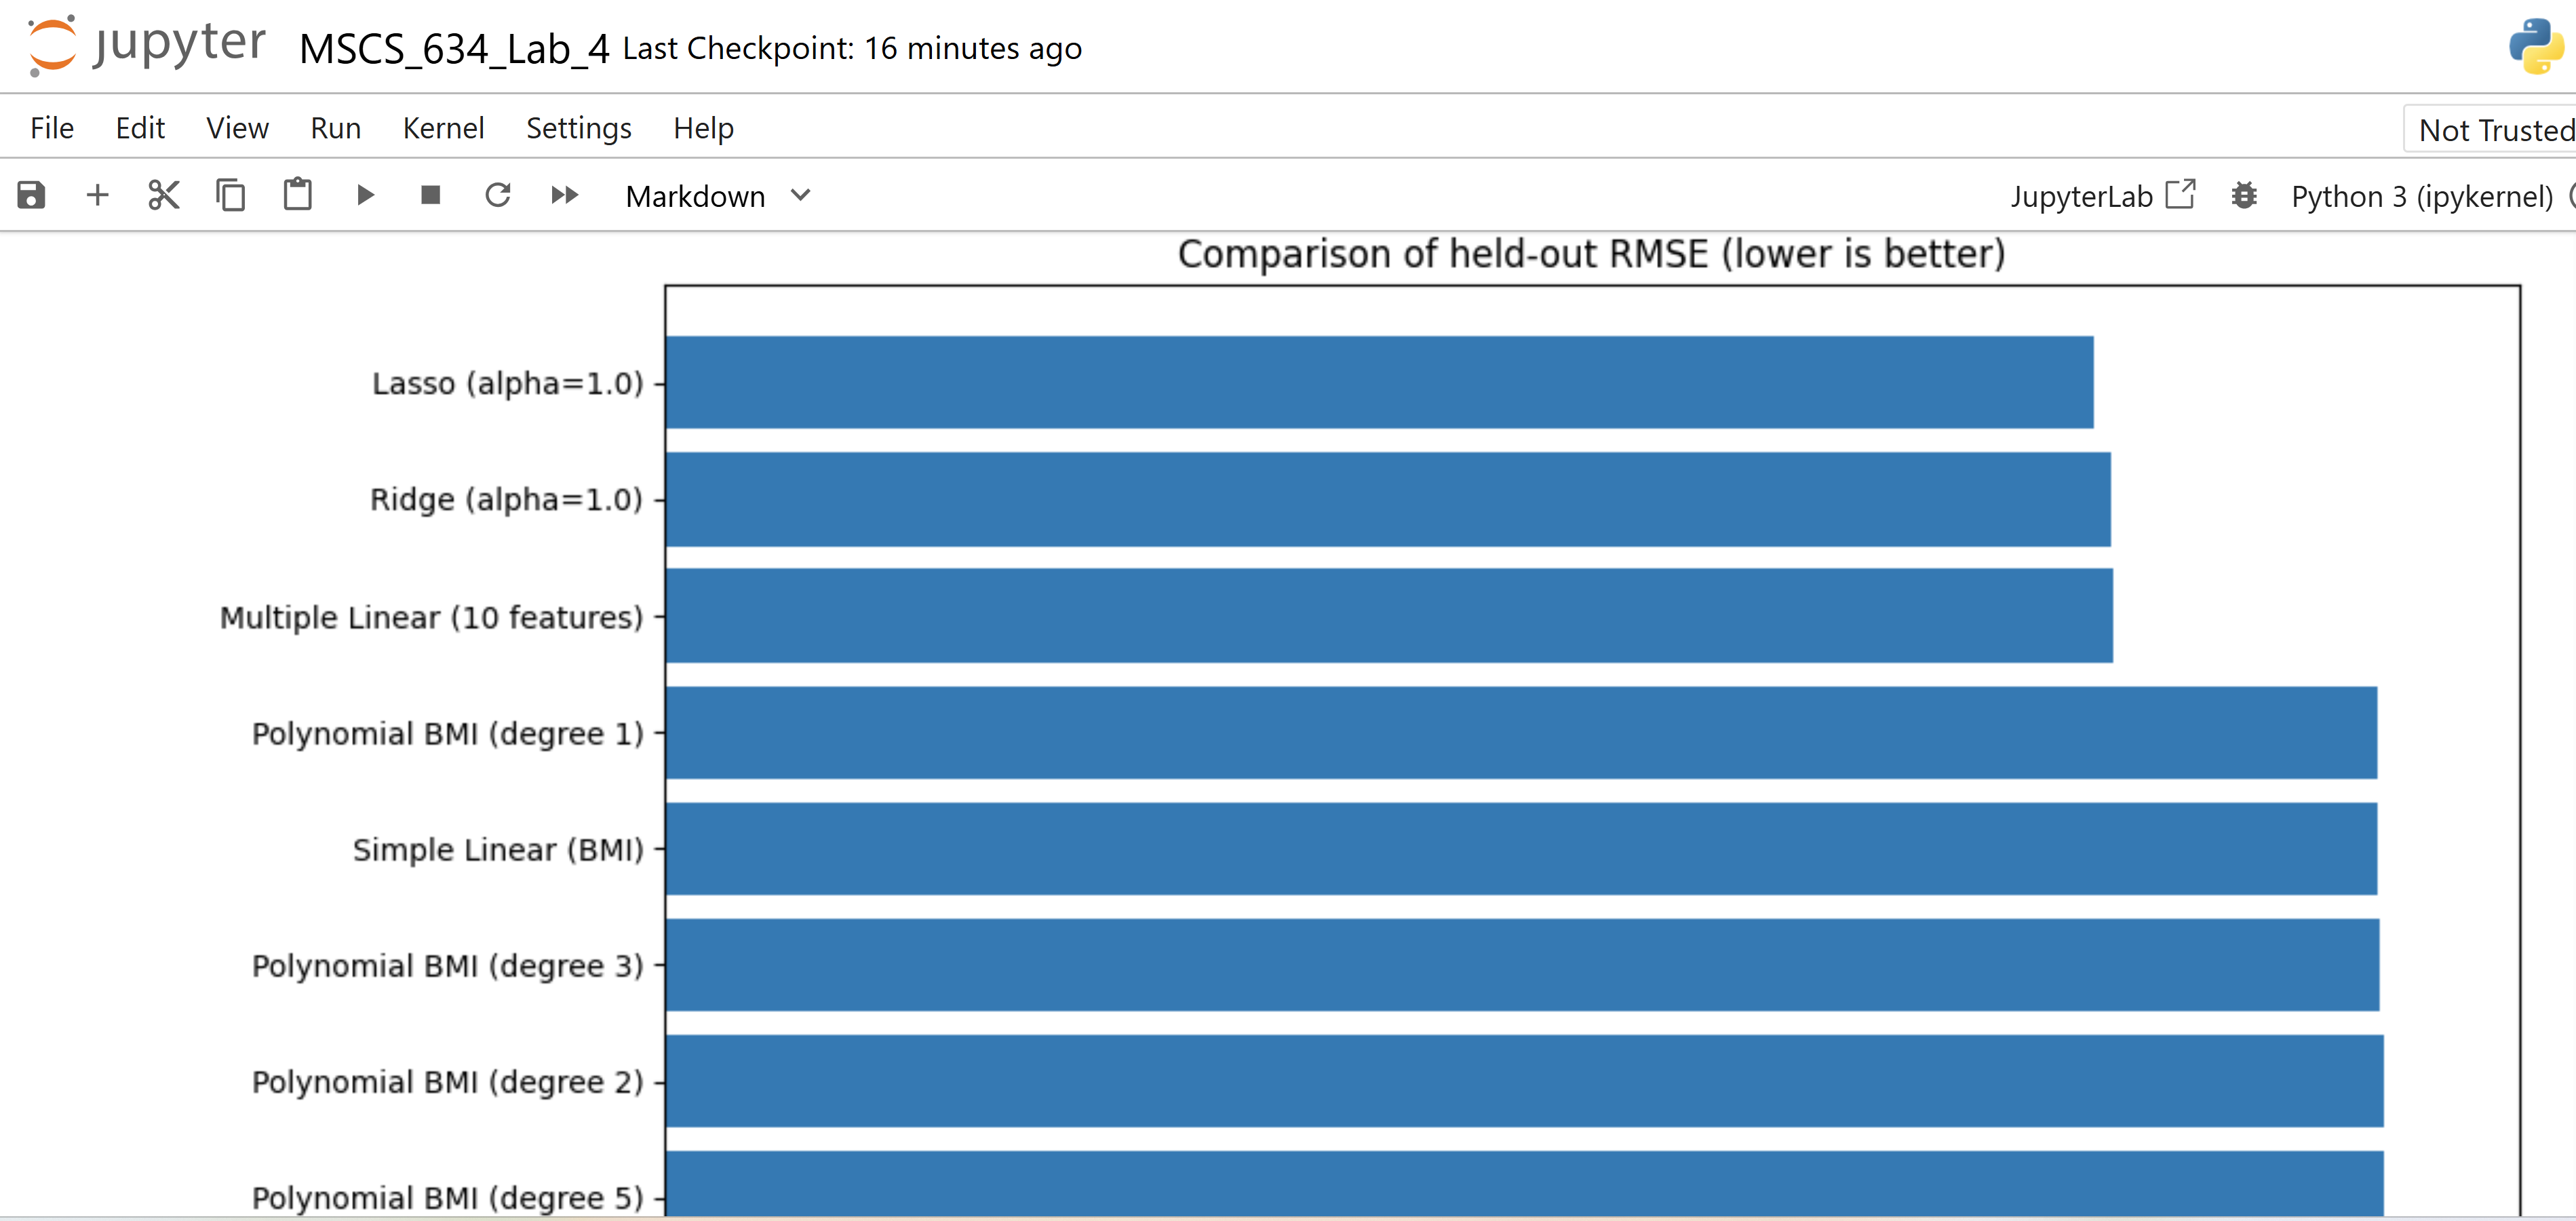 jupyter MSCS_634_Lab_4 Last Checkpoint: 16 minutes ago
File Edit View Run Kernel Settings Help Not Trusted
Markdown JupyterLab Python 3 (ipykernel)
Comparison of held-out RMSE (lower is better)
Lasso (alpha=1.0)
Ridge (alpha=1.0)
Multiple Linear (10 features)
Polynomial BMI (degree 1)
Simple Linear (BMI)
Polynomial BMI (degree 3)
Polynomial BMI (degree 2)
Polynomial BMI (degree 5)